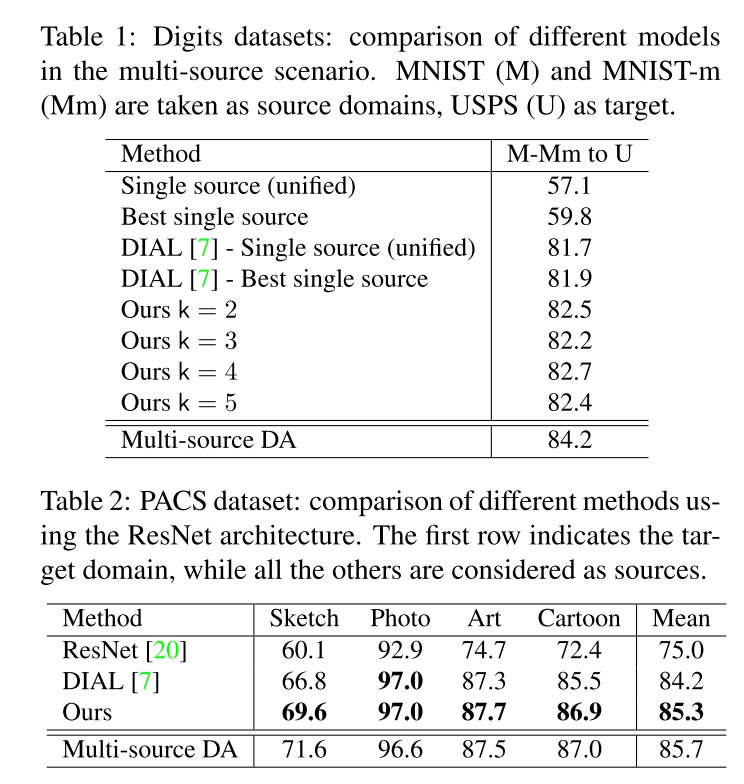 Table 1: Digits datasets: comparison of different models
in the multi-source scenario. MNIST (M) and MNIST-m
(Mm) are taken as source domains, USPS (U) as target.
Method M-Mm to U
Single source (unified) 57.1
Best single source 59.8
DIAL [7] - Single source (unified) 81.7
DIAL [7] - Best single source 81.9
Ours k = 2 82.5
Ours k = 3 82.2
Ours k = 4 82.7
Ours k = 5 82.4
Multi-source DA 84.2
Table 2: PACS dataset: comparison of different methods us-
ing the ResNet architecture. The first row indicates the tar-
get domain, while all the others are considered as sources.
Method Sketch Photo Art Cartoon Mean
ResNet [20] 60.1 92.9 74.7 72.4 75.0
DIAL [7] 66.8 97.0 87.3 85.5 84.2
Ours 69.6 97.0 87.7 86.9 85.3
Multi-source DA 71.6 96.6 87.5 87.0 85.7